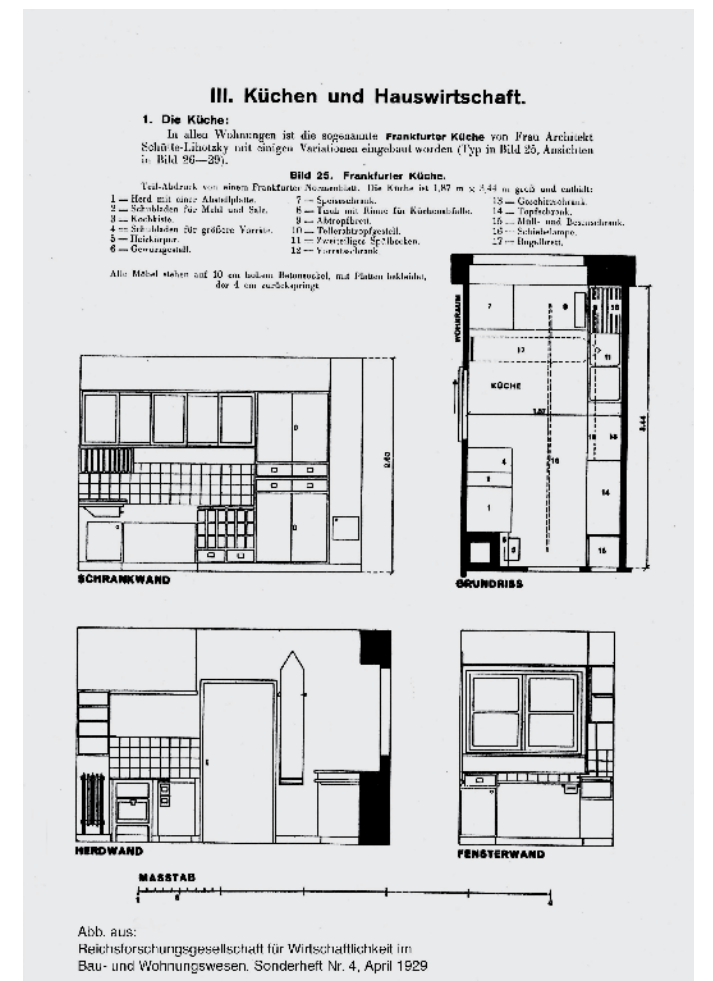 III. Küchen und Hauswirtschaft.
1. Die Küche:
In allen Wohnungen ist die sogenannte Frankfurter Küche von Frau Architekt
Schütte-Lihotzky mit einigen Variationen eingebaut worden (Typ in Bild 25, Ansichten
in Bild 26—29).
Bild 25. Frankfurter Küche.
Teil-Abdruck von einem Frankfurter Normenblatt. Die Küche ist 1,87 m × 3,44 m groß und enthält:
1 — Herd mit einer Abstellplatte.
2 — Schubladen für Mehl und Salz.
3 — Kochkiste.
4 — Schubladen für größere Vorräte.
5 — Heizkörper.
6 — Gewürzgestell.
7 — Speiseschrank.
8 — Tisch mit Rinne für Küchenabfälle.
9 — Abtropfbrett.
10 — Tellerabtropfgestell.
11 — Zweiteiliges Spülbecken.
12 — Vorratsschrank
13 — Geschirrschrank.
14 — Topfschrank.
15 — Müll- und Besenschrank.
16 — Schiebelampe.
17 — Bügelbrett.
Alle Möbel stehen auf 10 cm hohem Betonsockel, mit Platten bekleidet,
der 4 cm zurückspringt
WOHNRAUM
7
11
KÜCHE
1.87
3.44
4
16
1
14
2.60
SCHRANKWAND
GRUNDRISS
HERDWAND
FENSTERWAND
MASSTAB
Abb. aus:
Reichsforschungsgesellschaft für Wirtschaftlichkeit im
Bau- und Wohnungswesen. Sonderheft Nr. 4, April 1929